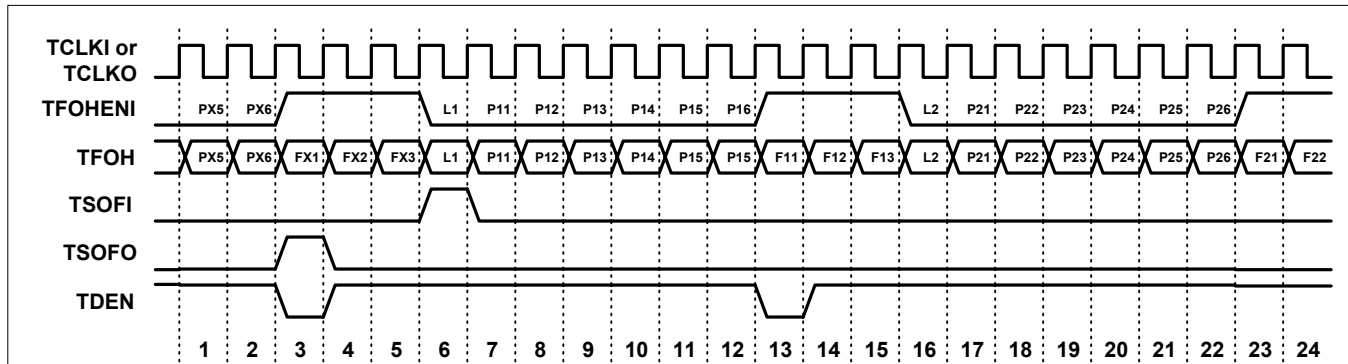 TCLKI or
TCLKO
TFOHENI PX5 PX6 L1 P11 P12 P13 P14 P15 P16 L2 P21 P22 P23 P24 P25 P26
TFOH PX5 PX6 FX1 FX2 FX3 L1 P11 P12 P13 P14 P15 P15 F11 F12 F13 L2 P21 P22 P23 P24 P25 P26 F21 F22
TSOFI
TSOFO
TDEN
1 2 3 4 5 6 7 8 9 10 11 12 13 14 15 16 17 18 19 20 21 22 23 24